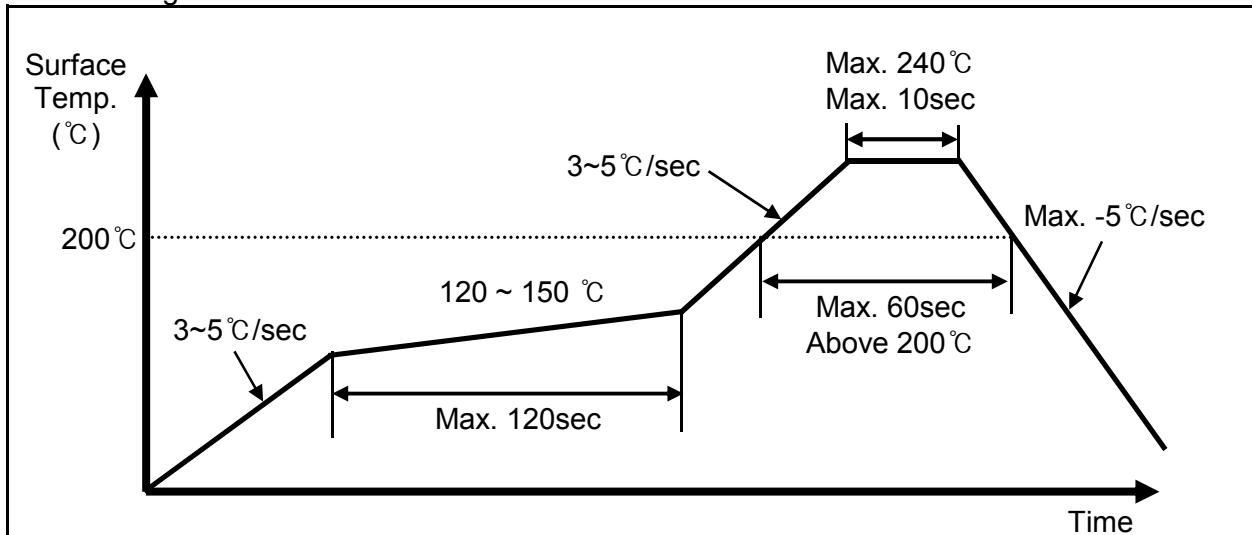 Surface
Temp.
(℃)
Max. 240℃
Max. 10sec
3~5℃/sec
Max. -5℃/sec
200℃
120 ~ 150 ℃
Max. 60sec
Above 200℃
3~5℃/sec
Max. 120sec
Time